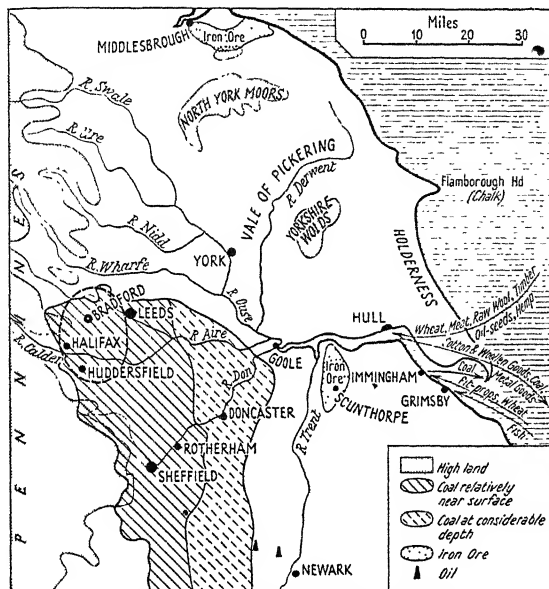 Miles
0 10 20 30
MIDDLESBROUGH
Iron Ore
R. Swale
R. Ure
NORTH YORK MOORS
VALE OF PICKERING
R. Derwent
Flamborough Hd
(Chalk)
R. Nidd
YORKSHIRE
WOLDS
YORK
HOLDERNESS
R. Wharfe
R. Ouse
PENNINES
BRADFORD
LEEDS
HULL
Wheat, Meat, Raw Wool, Timber
Oil-seeds, Hemp
R. Aire
Cotton & Woollen Goods, Coal
HALIFAX
R. Calder
GOOLE
Coal
Metal Goods
HUDDERSFIELD
R. Don
Iron
Ore
IMMINGHAM
Pit-props, Wheat
SCUNTHORPE
GRIMSBY
Fish
DONCASTER
R. Trent
ROTHERHAM
SHEFFIELD
NEWARK
High land
Coal relatively
near surface
Coal at considerable
depth
Iron Ore
Oil